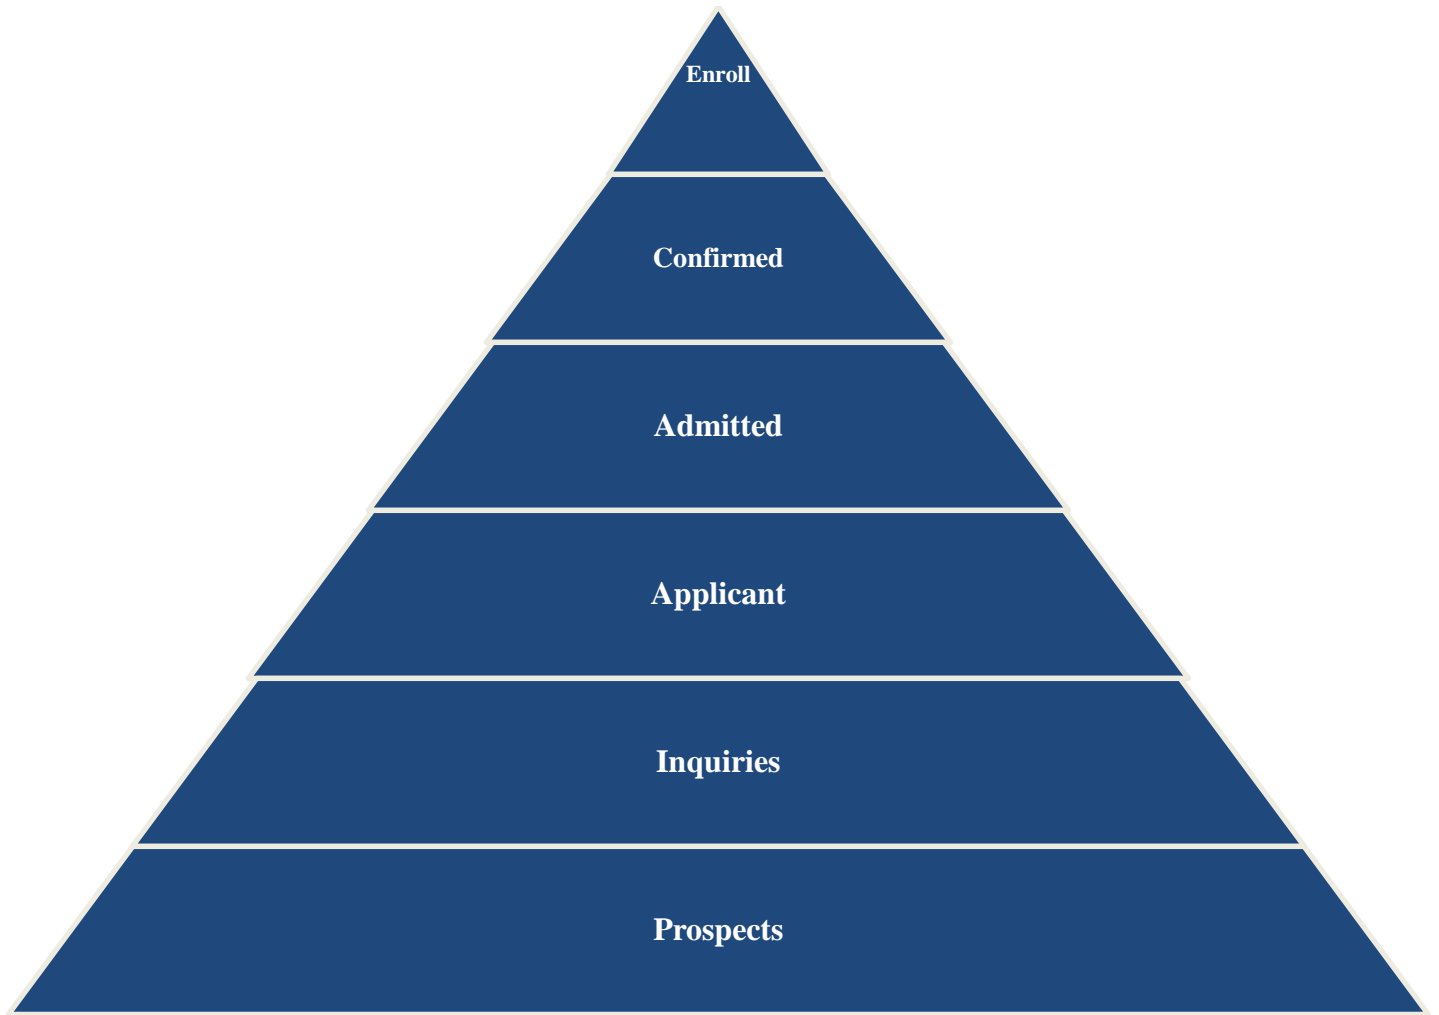 Enroll
Confirmed
Admitted
Applicant
Inquiries
Prospects